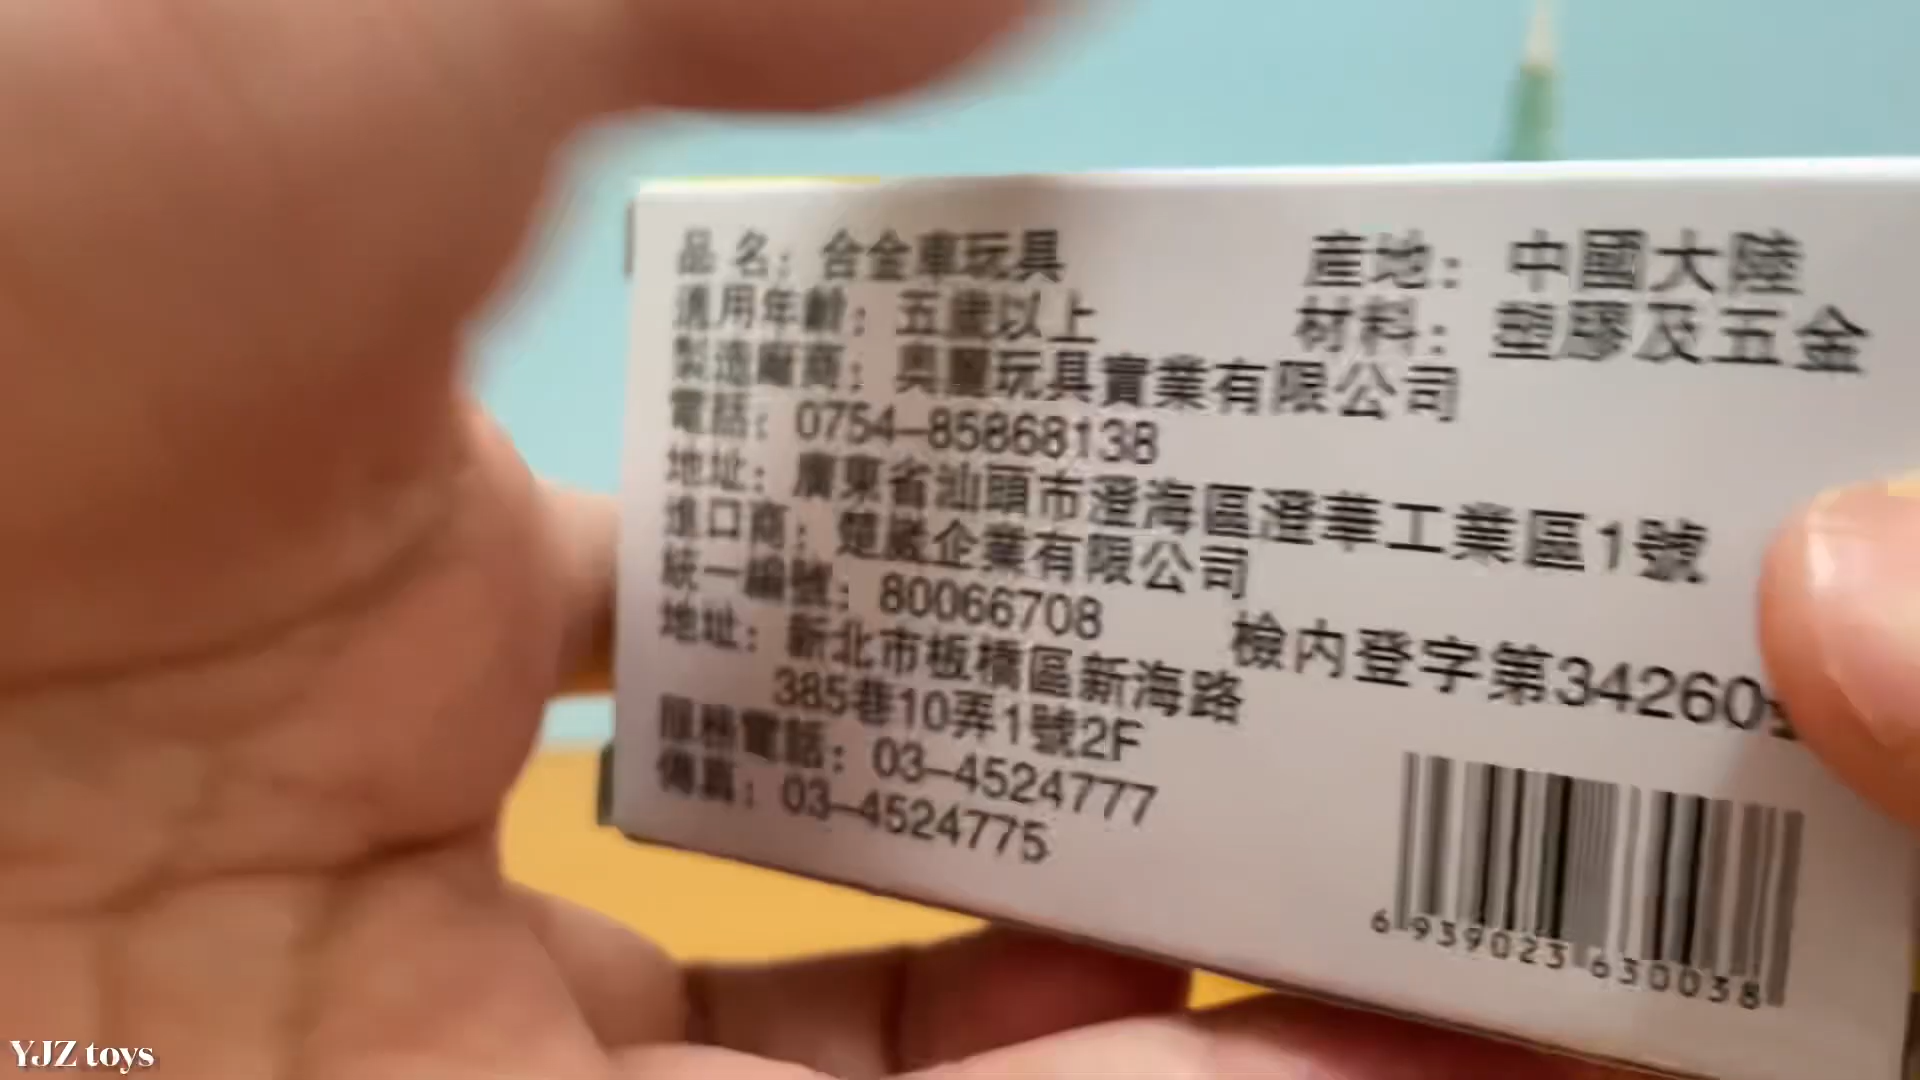 品 名：合金車玩具
產地：中國大陸
適用年齡：五歲以上
材料：塑膠及五金
製造廠商：奧豐玩具實業有限公司
電話：0754-85868138
地址：廣東省汕頭市澄海區澄華工業區1號
進口商：楚崴企業有限公司
統一編號：80066708
檢內登字第34260
地址：新北市板橋區新海路
385巷10弄1號2F
服務電話：03-4524777
傳真：03-4524775
6 939023 630038
YJZ toys